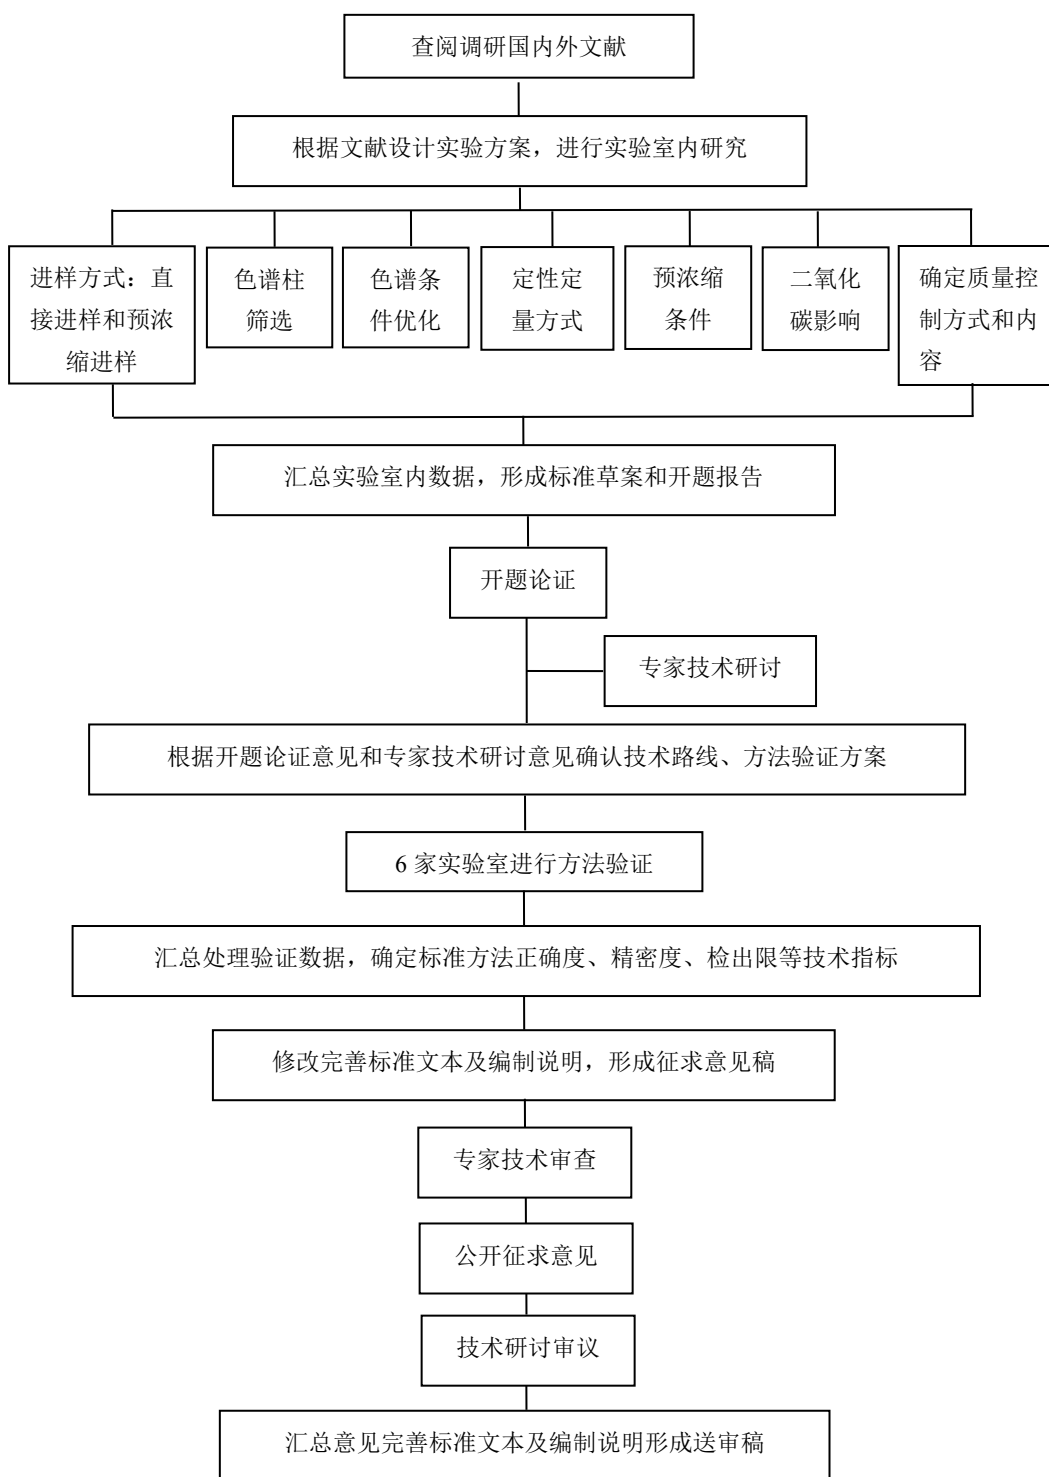 查阅调研国内外文献
根据文献设计实验方案，进行实验室内研究
进样方式：直
接进样和预浓
缩进样
色谱柱
筛选
色谱条
件优化
定性定
量方式
预浓缩
条件
二氧化
碳影响
确定质量控
制方式和内
容
汇总实验室内数据，形成标准草案和开题报告
开题论证
专家技术研讨
根据开题论证意见和专家技术研讨意见确认技术路线、方法验证方案
6 家实验室进行方法验证
汇总处理验证数据，确定标准方法正确度、精密度、检出限等技术指标
修改完善标准文本及编制说明，形成征求意见稿
专家技术审查
公开征求意见
技术研讨审议
汇总意见完善标准文本及编制说明形成送审稿